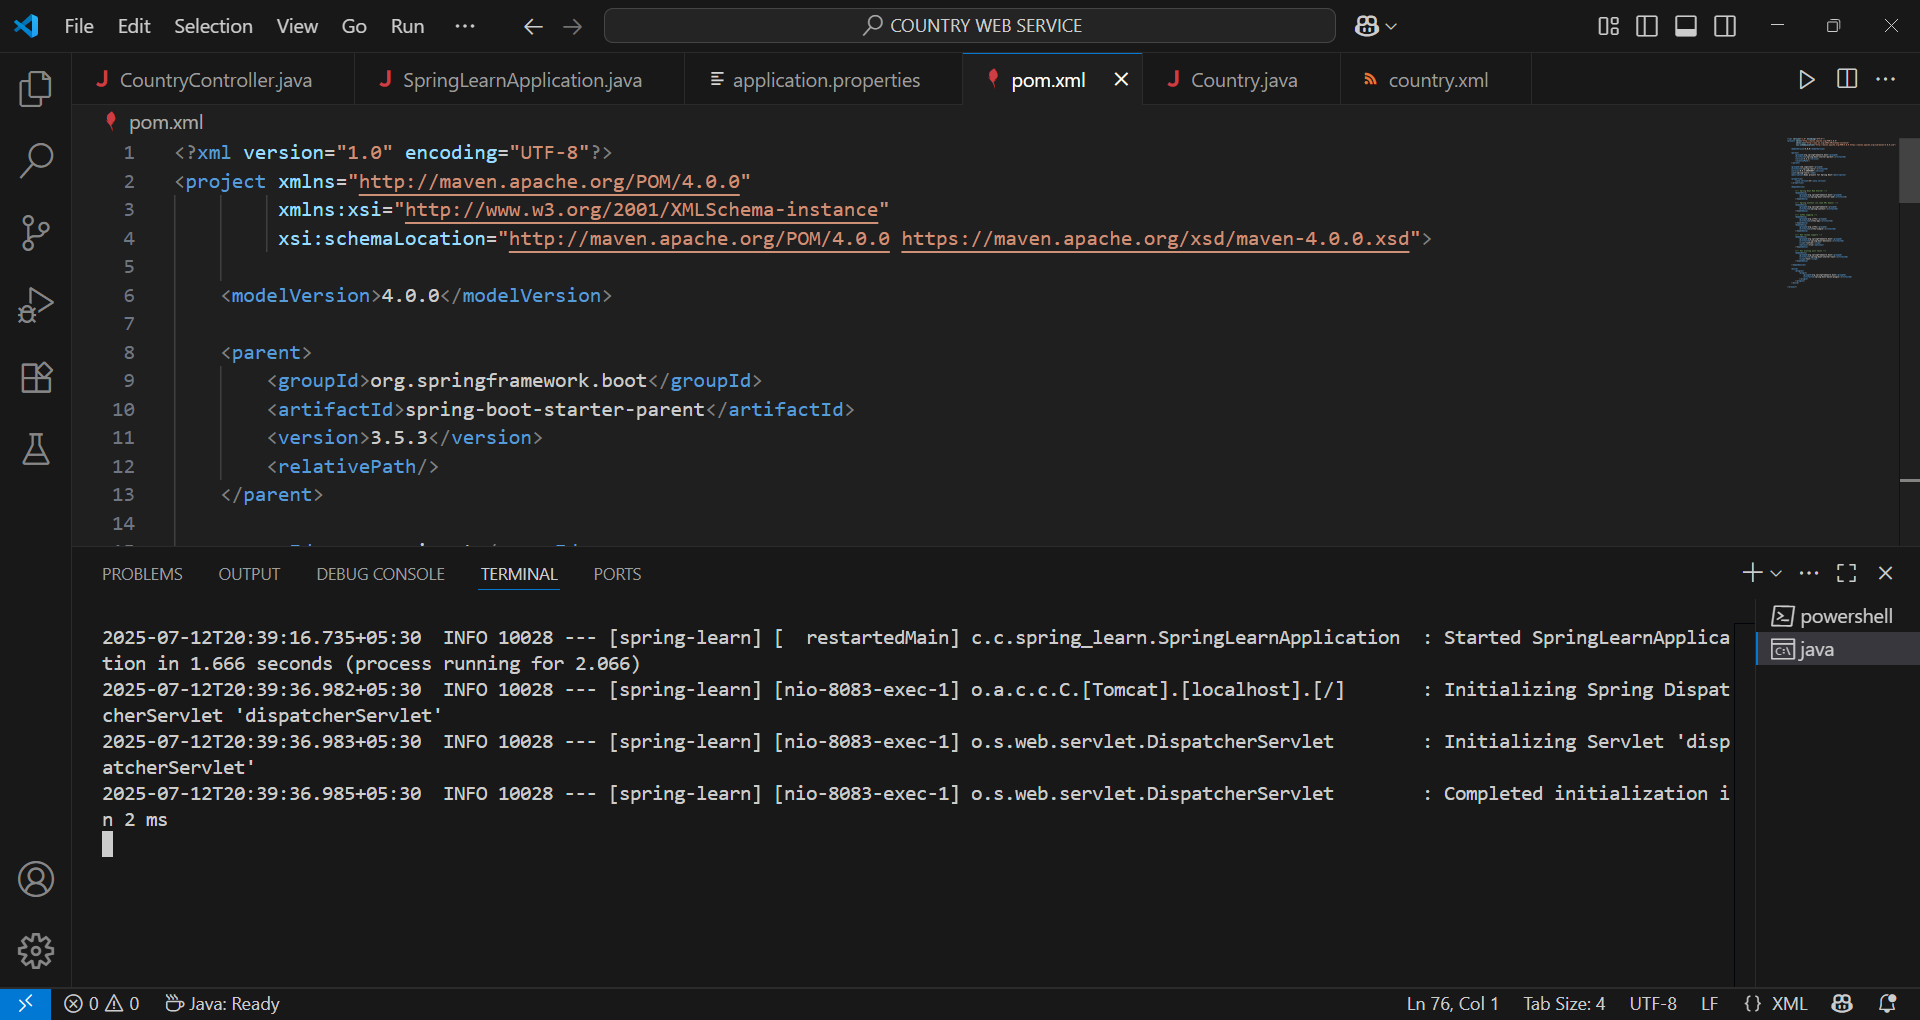 File Edit Selection View Go Run ··· COUNTRY WEB SERVICE
CountryController.java SpringLearnApplication.java application.properties pom.xml Country.java country.xml
pom.xml
1 <?xml version="1.0" encoding="UTF-8"?>
2 <project xmlns="http://maven.apache.org/POM/4.0.0"
3 xmlns:xsi="http://www.w3.org/2001/XMLSchema-instance"
4 xsi:schemaLocation="http://maven.apache.org/POM/4.0.0 https://maven.apache.org/xsd/maven-4.0.0.xsd">
5
6 <modelVersion>4.0.0</modelVersion>
7
8 <parent>
9 <groupId>org.springframework.boot</groupId>
10 <artifactId>spring-boot-starter-parent</artifactId>
11 <version>3.5.3</version>
12 <relativePath/>
13 </parent>
14
PROBLEMS OUTPUT DEBUG CONSOLE TERMINAL PORTS
powershell
java
2025-07-12T20:39:16.735+05:30  INFO 10028 --- [spring-learn] [  restartedMain] c.c.spring_learn.SpringLearnApplication  : Started SpringLearnApplica
tion in 1.666 seconds (process running for 2.066)
2025-07-12T20:39:36.982+05:30  INFO 10028 --- [spring-learn] [nio-8083-exec-1] o.a.c.c.C.[Tomcat].[localhost].[/]       : Initializing Spring Dispat
cherServlet 'dispatcherServlet'
2025-07-12T20:39:36.983+05:30  INFO 10028 --- [spring-learn] [nio-8083-exec-1] o.s.web.servlet.DispatcherServlet        : Initializing Servlet 'disp
atcherServlet'
2025-07-12T20:39:36.985+05:30  INFO 10028 --- [spring-learn] [nio-8083-exec-1] o.s.web.servlet.DispatcherServlet        : Completed initialization i
n 2 ms
0 0 Java: Ready Ln 76, Col 1 Tab Size: 4 UTF-8 LF {} XML